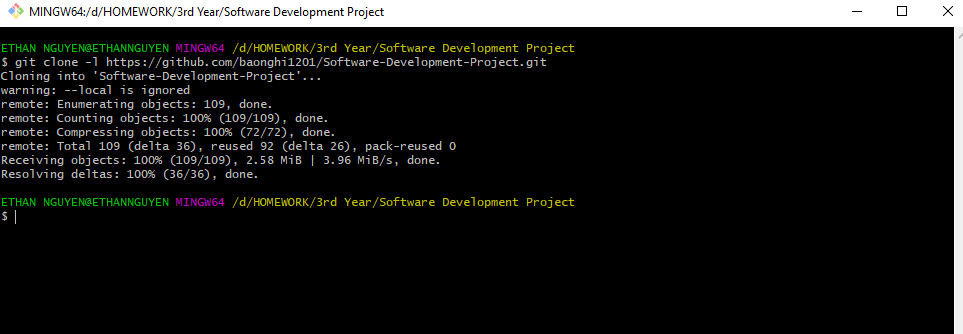 MINGW64:/d/HOMEWORK/3rd Year/Software Development Project
ETHAN NGUYEN@ETHANNGUYEN MINGW64 /d/HOMEWORK/3rd Year/Software Development Project
$ git clone -l https://github.com/baonghi1201/Software-Development-Project.git
Cloning into 'Software-Development-Project'...
warning: --local is ignored
remote: Enumerating objects: 109, done.
remote: Counting objects: 100% (109/109), done.
remote: Compressing objects: 100% (72/72), done.
remote: Total 109 (delta 36), reused 92 (delta 26), pack-reused 0
Receiving objects: 100% (109/109), 2.58 MiB | 3.96 MiB/s, done.
Resolving deltas: 100% (36/36), done.
ETHAN NGUYEN@ETHANNGUYEN MINGW64 /d/HOMEWORK/3rd Year/Software Development Project
$